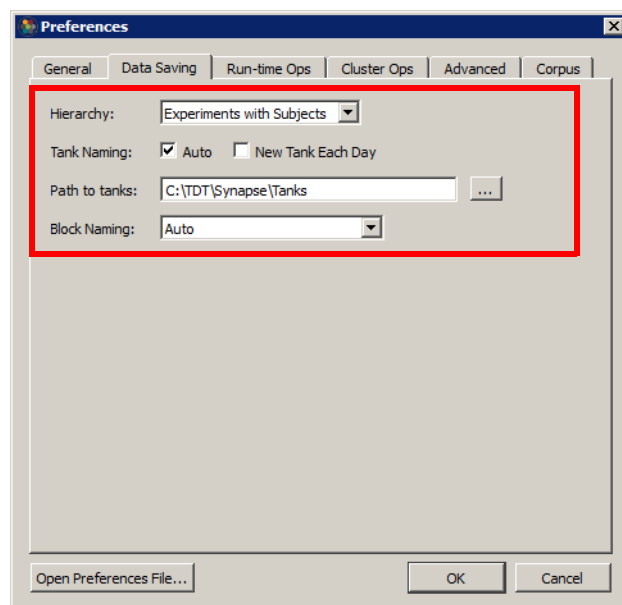 Preferences
General Data Saving Run-time Ops Cluster Ops Advanced Corpus
Hierarchy: Experiments with Subjects
Tank Naming: Auto New Tank Each Day
Path to tanks: C:\TDT\Synapse\Tanks ...
Block Naming: Auto
Open Preferences File... OK Cancel